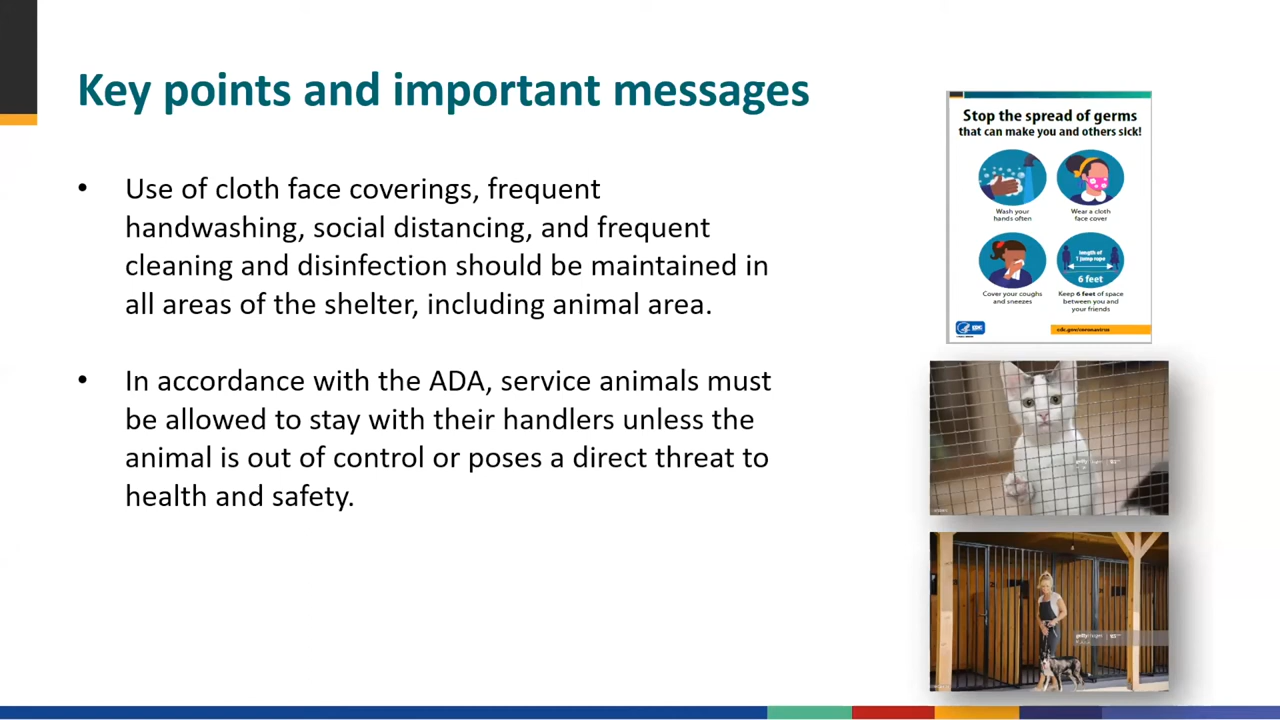 Key points and important messages
• Use of cloth face coverings, frequent
handwashing, social distancing, and frequent
cleaning and disinfection should be maintained in
all areas of the shelter, including animal area.
• In accordance with the ADA, service animals must
be allowed to stay with their handlers unless the
animal is out of control or poses a direct threat to
health and safety.
Stop the spread of germs
that can make you and others sick!
Wash your
hands often
Wear a cloth
face cover
Cover your coughs
and sneezes
length of
1 jump rope
6 feet
Keep 6 feet of space
between you and
your friends
CDC
cdc.gov/coronavirus